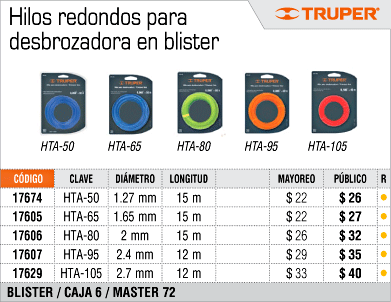 Hilos redondos para
desbrozadora en blister
TRUPER®
HTA-50 HTA-65 HTA-80 HTA-95 HTA-105
CÓDIGO CLAVE DIÁMETRO LONGITUD MAYOREO PÚBLICO R
17674 HTA-50 1.27 mm 15 m $ 22 $ 26
17605 HTA-65 1.65 mm 15 m $ 22 $ 27
17606 HTA-80 2 mm 15 m $ 26 $ 32
17607 HTA-95 2.4 mm 12 m $ 29 $ 35
17629 HTA-105 2.7 mm 12 m $ 33 $ 40
BLISTER / CAJA 6 / MASTER 72